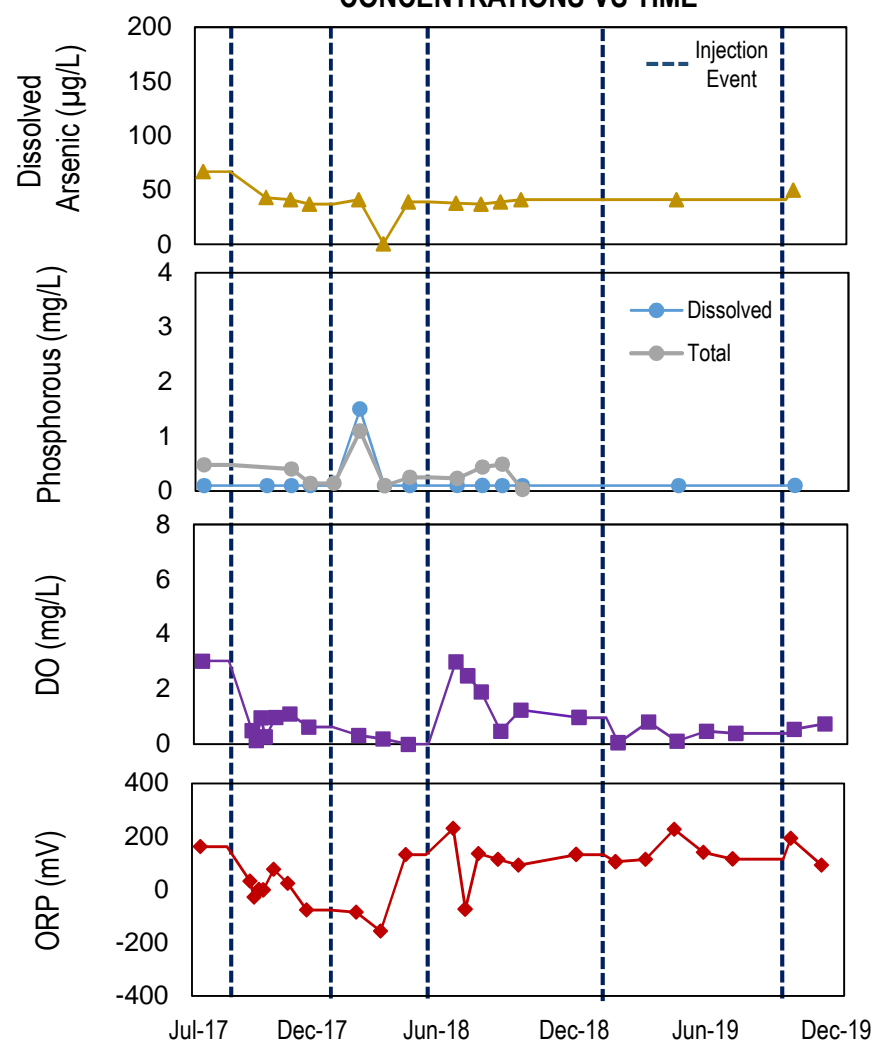 CONCENTRATIONS VS TIME
Dissolved
Arsenic (µg/L)
200
150
100
50
0
Injection
Event
Phosphorous (mg/L)
4
3
2
1
0
Dissolved
Total
DO (mg/L)
8
6
4
2
0
ORP (mV)
400
200
0
-200
-400
Jul-17 Dec-17 Jun-18 Dec-18 Jun-19 Dec-19